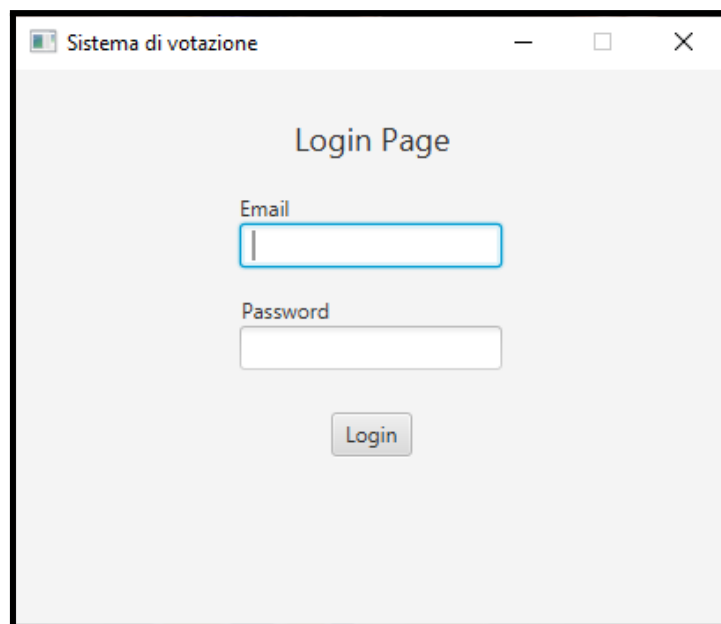 Sistema di votazione
Login Page
Email
Password
Login